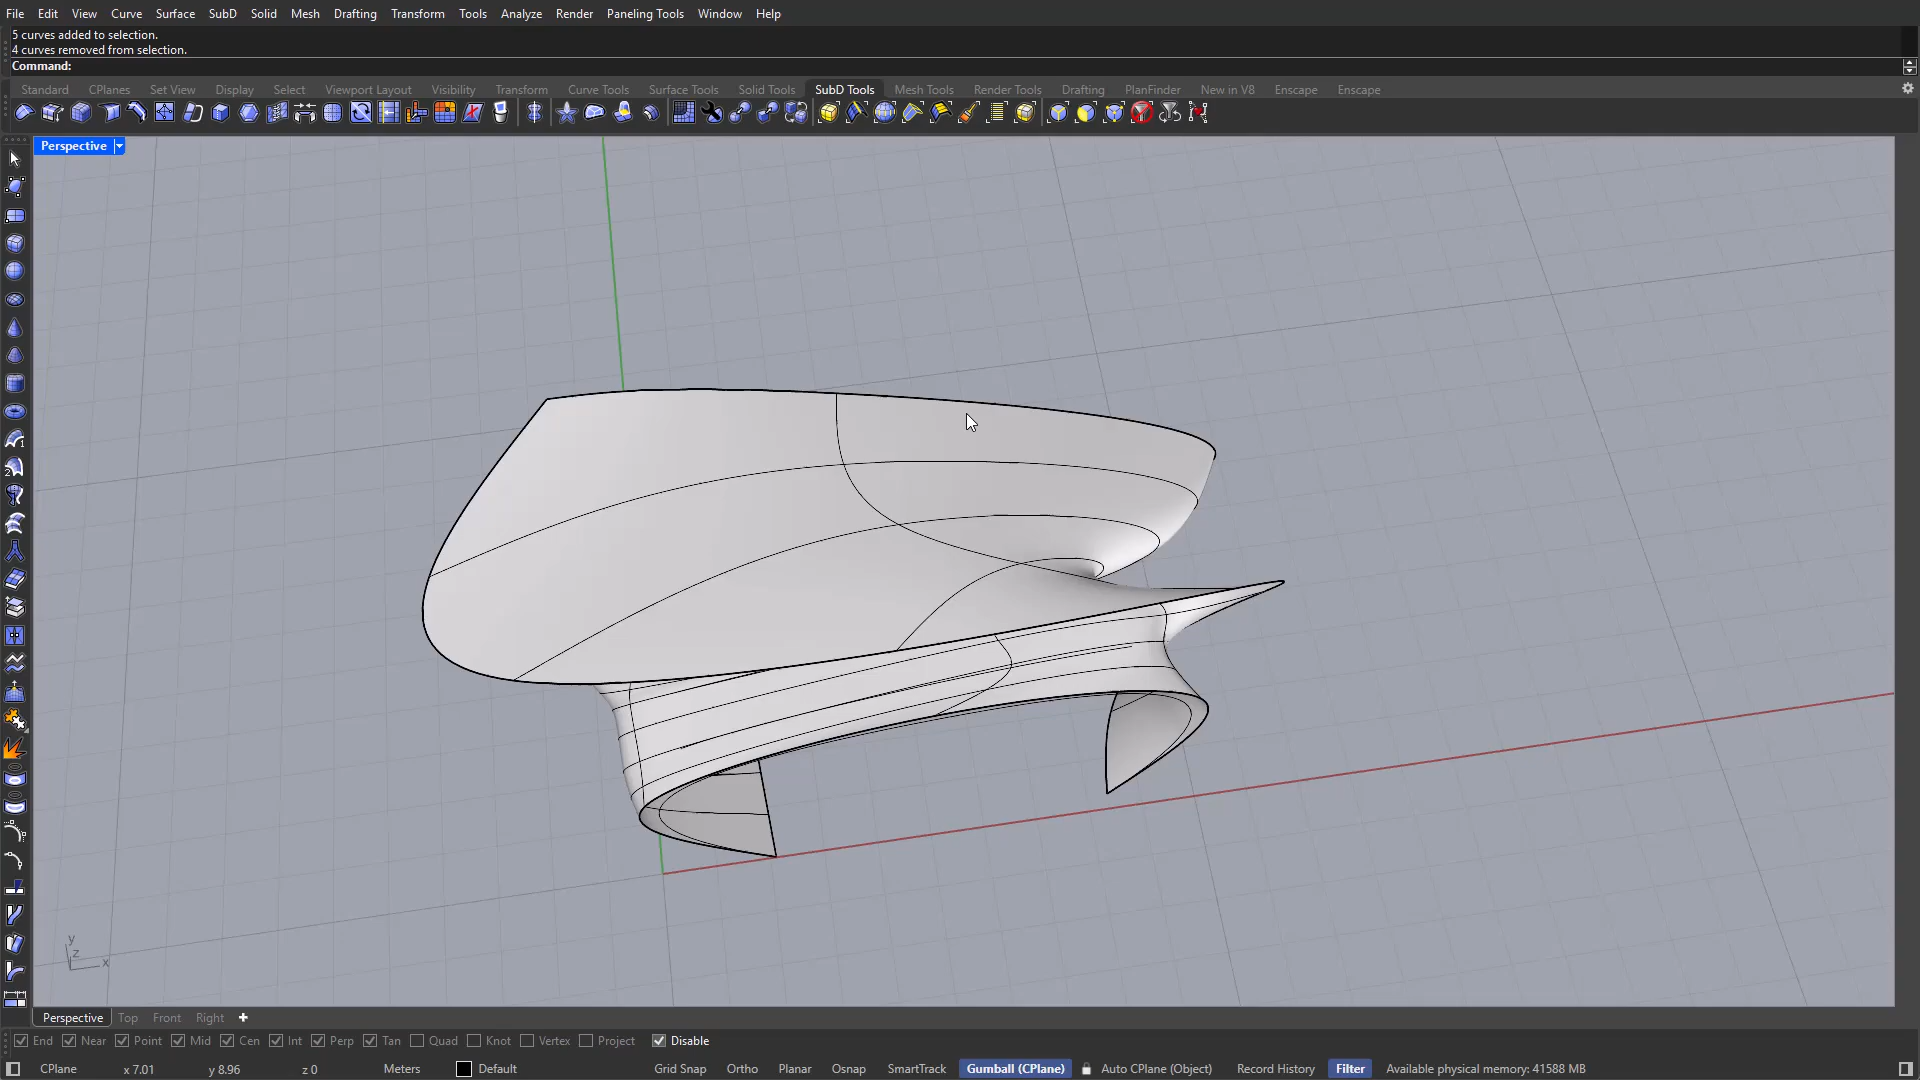 File Edit View Curve Surface SubD Solid Mesh Drafting Transform Tools Analyze Render Paneling Tools Window Help
5 curves added to selection.
4 curves removed from selection.
Command:
Standard CPlanes Set View Display Select Viewport Layout Visibility Transform Curve Tools Surface Tools Solid Tools SubD Tools Mesh Tools Render Tools Drafting PlanFinder New in V8 Enscape Enscape
Perspective
y
z
x
Perspective Top Front Right
End Near Point Mid Cen Int Perp Tan Quad Knot Vertex Project Disable
CPlane x 7.01 y 8.96 z 0 Meters Default Grid Snap Ortho Planar Osnap SmartTrack Gumball (CPlane) Auto CPlane (Object) Record History Filter Available physical memory: 41588 MB